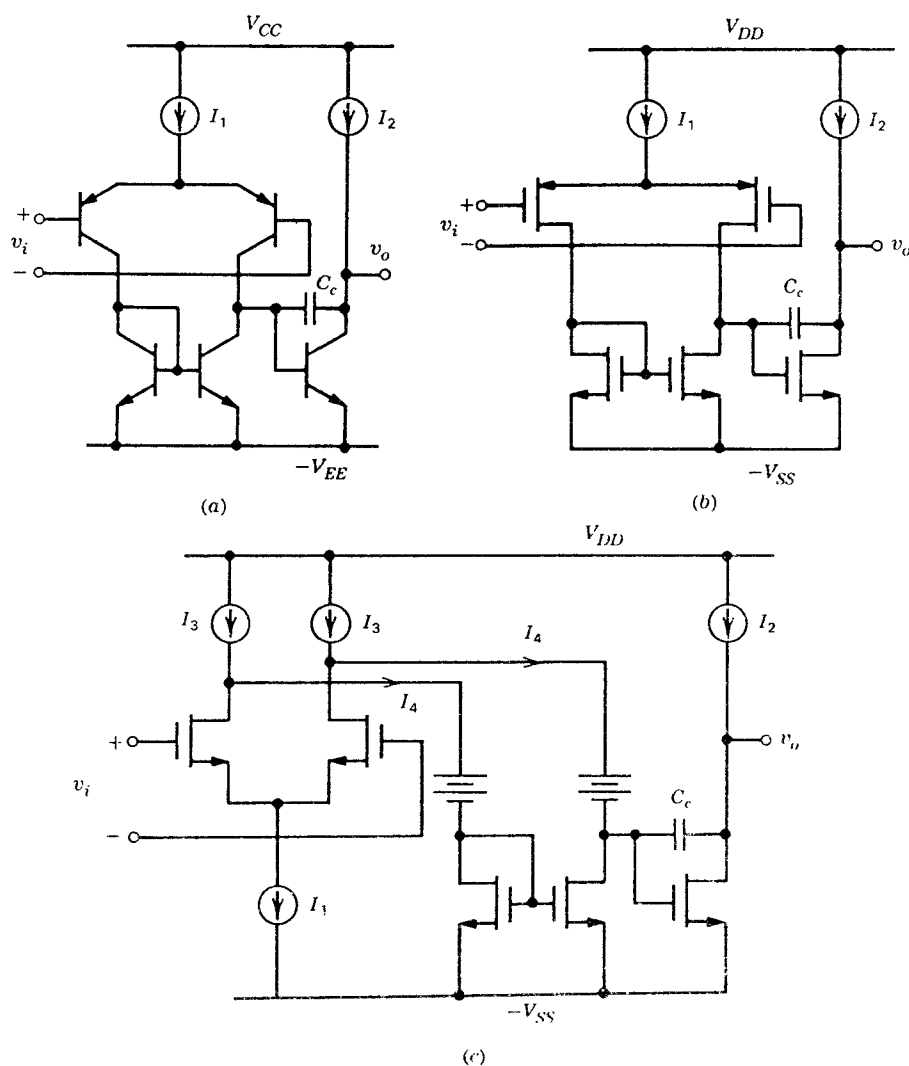 V_CC
I_1
I_2
+
v_i
−
v_o
C_c
−V_EE
(a)
V_DD
I_1
I_2
+
v_i
−
v_o
C_c
−V_SS
(b)
V_DD
I_3
I_3
I_4
I_2
I_4
+
v_o
v_i
C_c
−
I_1
−V_SS
(c)